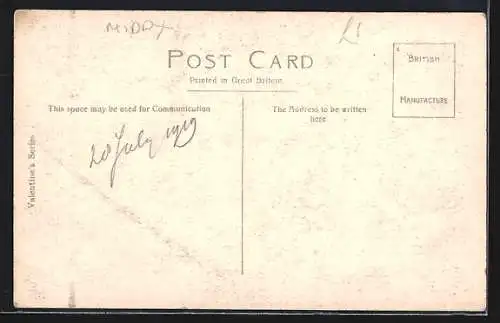 MIDDX
£1
POST CARD
Printed in Great Britain
BRITISH
MANUFACTURE
This space may be used for Communication
The Address to be written
here
July 1919
Valentine's Series